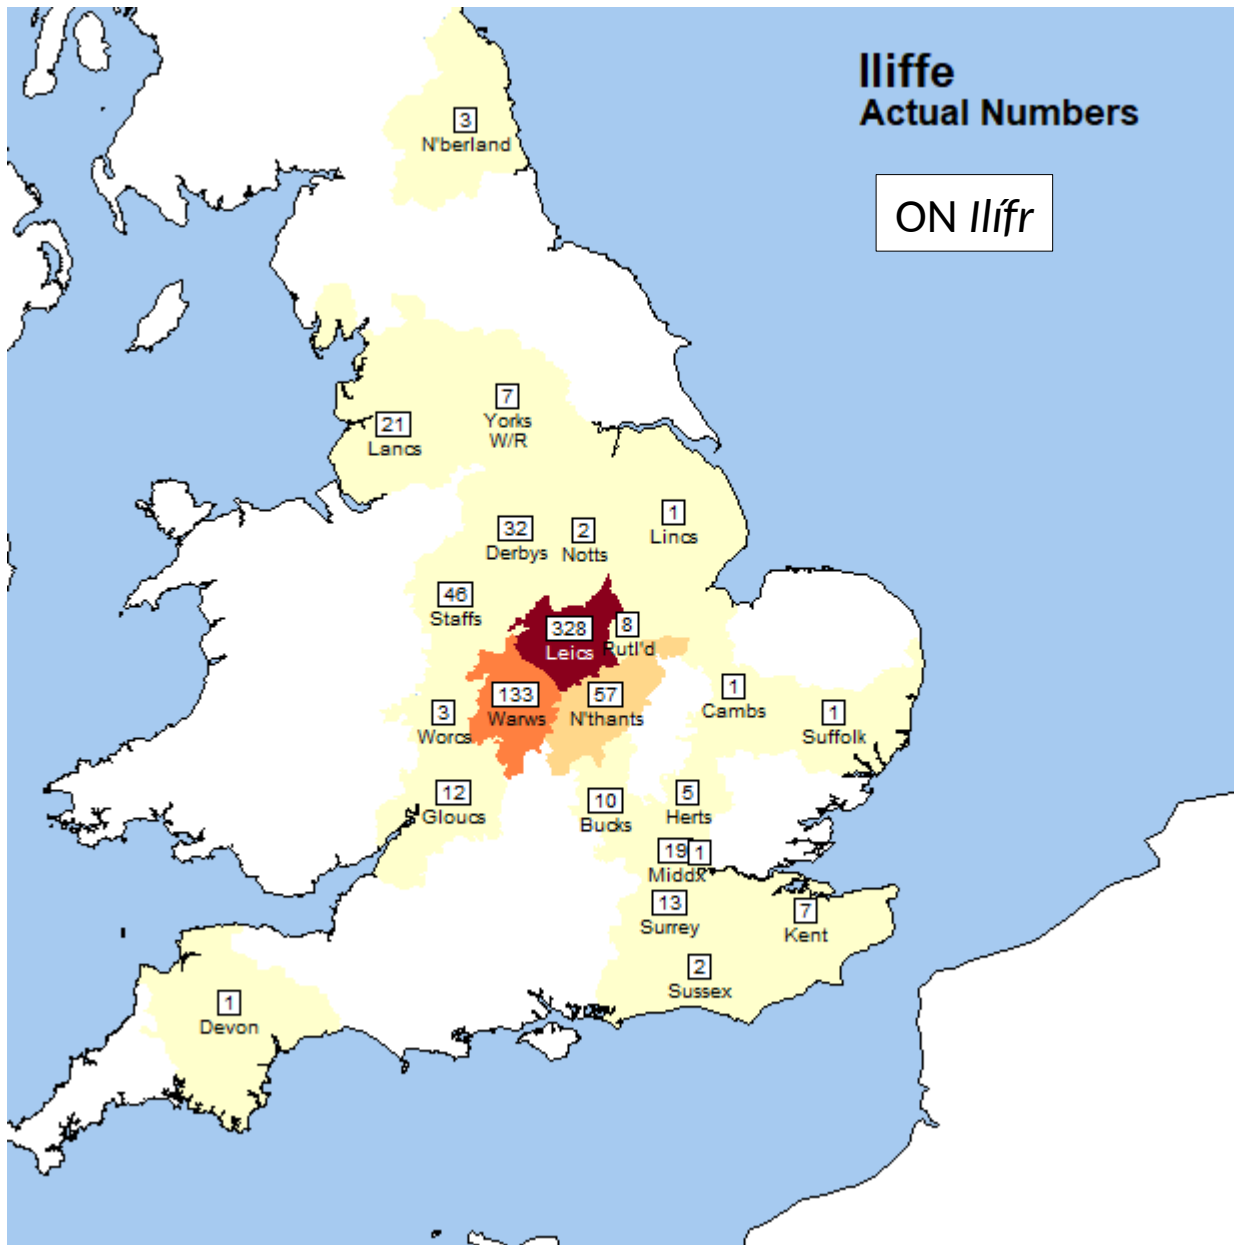 Iliffe
Actual Numbers
ON Ilífr
3
N'berland
7
Yorks
W/R
21
Lancs
1
Lincs
32
Derbys
2
Notts
46
Staffs
328
Leics
8
Rutl'd
133
Warws
57
N'thants
1
Cambs
1
Suffolk
3
Worcs
12
Gloucs
10
Bucks
5
Herts
19
1
Middx
13
Surrey
7
Kent
2
Sussex
1
Devon